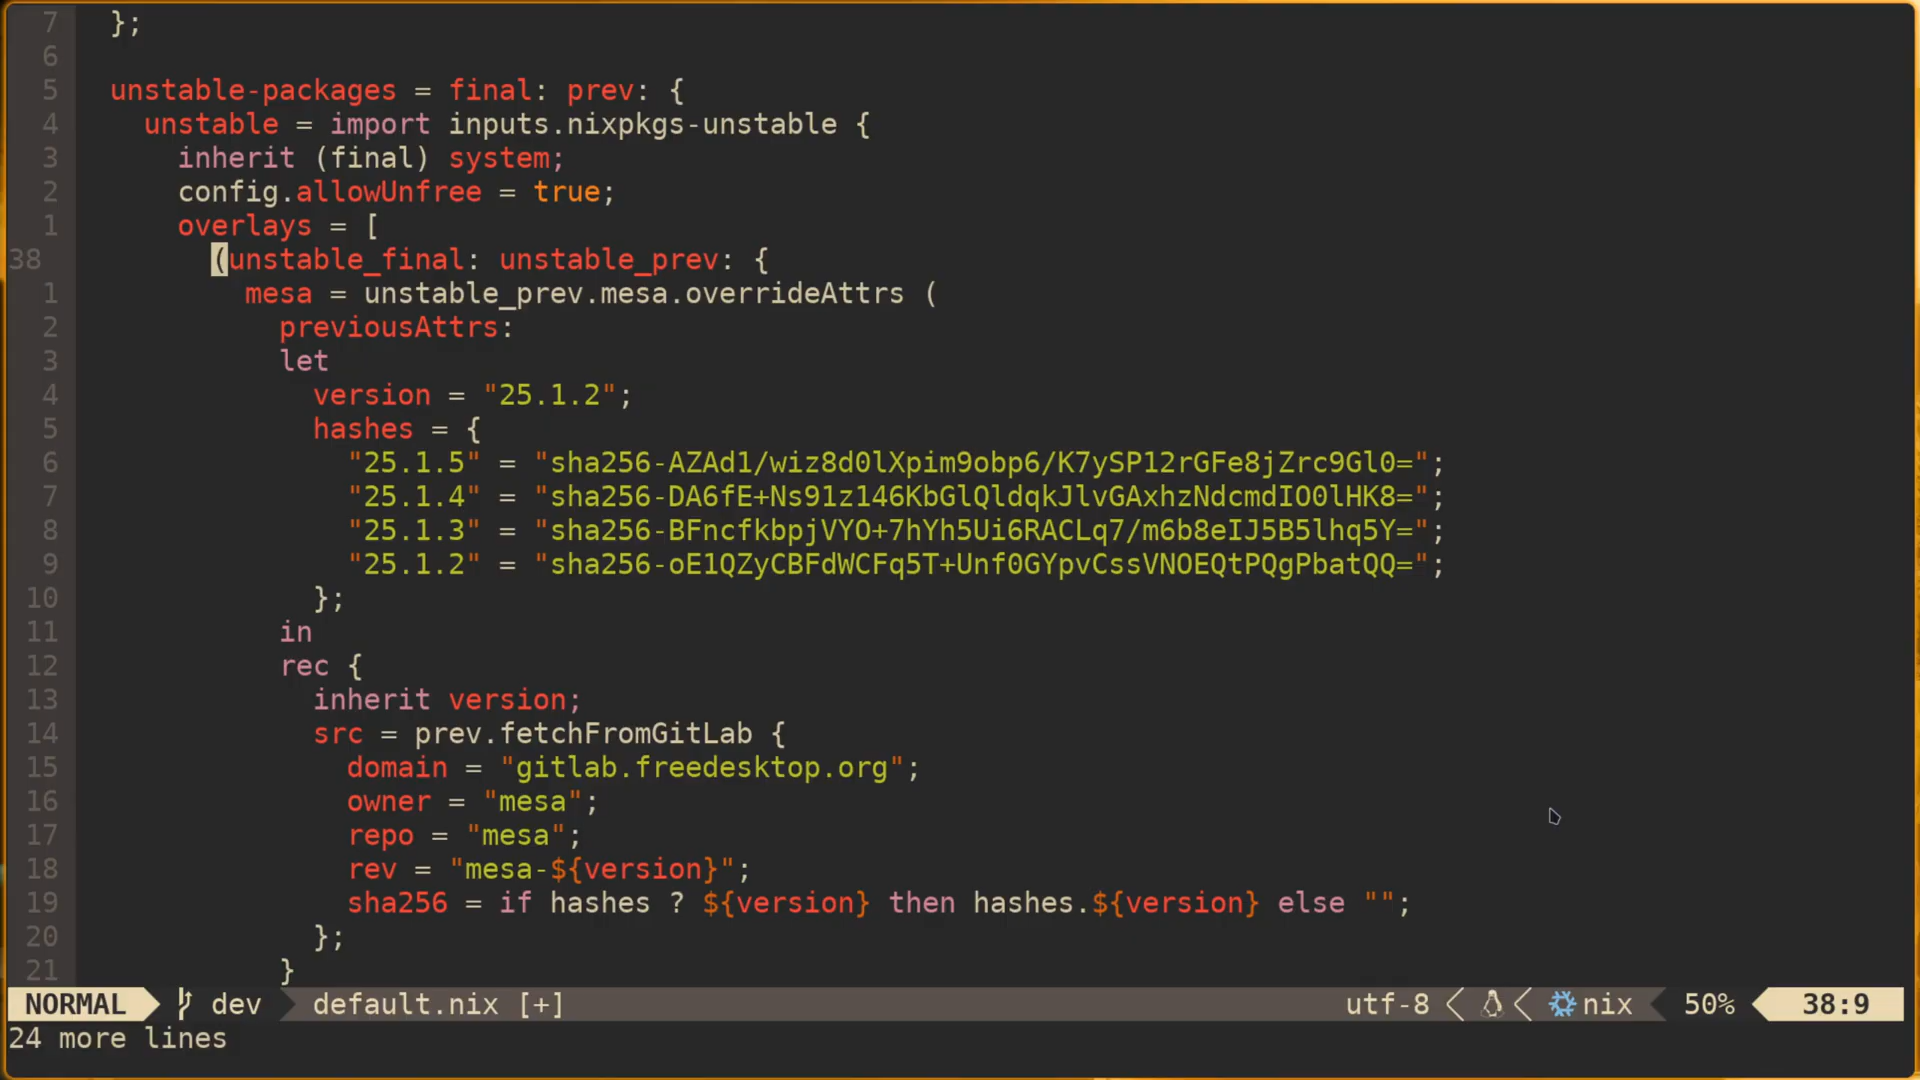 7 };
6
5 unstable-packages = final: prev: {
4 unstable = import inputs.nixpkgs-unstable {
3 inherit (final) system;
2 config.allowUnfree = true;
1 overlays = [
38 (unstable_final: unstable_prev: {
1 mesa = unstable_prev.mesa.overrideAttrs (
2 previousAttrs:
3 let
4 version = "25.1.2";
5 hashes = {
6 "25.1.5" = "sha256-AZAd1/wiz8d0lXpim9obp6/K7ySP12rGFe8jZrc9Gl0=";
7 "25.1.4" = "sha256-DA6fE+Ns91z146KbGlQldqkJlvGAxhzNdcmdIO0lHK8=";
8 "25.1.3" = "sha256-BFncfkbpjVYO+7hYh5Ui6RACLq7/m6b8eIJ5B5lhq5Y=";
9 "25.1.2" = "sha256-oE1QZyCBFdWCFq5T+Unf0GYpvCssVNOEQtPQgPbatQQ=";
10 };
11 in
12 rec {
13 inherit version;
14 src = prev.fetchFromGitLab {
15 domain = "gitlab.freedesktop.org";
16 owner = "mesa";
17 repo = "mesa";
18 rev = "mesa-${version}";
19 sha256 = if hashes ? ${version} then hashes.${version} else "";
20 };
21 }
NORMAL dev default.nix [+] utf-8 nix 50% 38:9
24 more lines